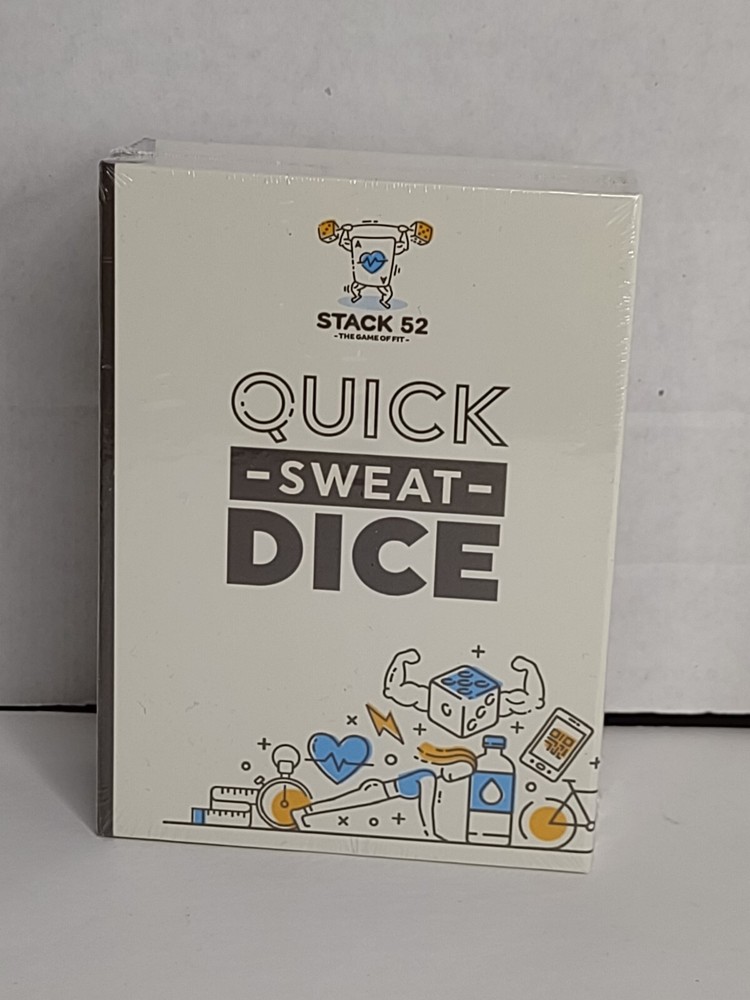 A
A
STACK 52
-THE GAME OF FIT-
QUICK
-SWEAT-
DICE